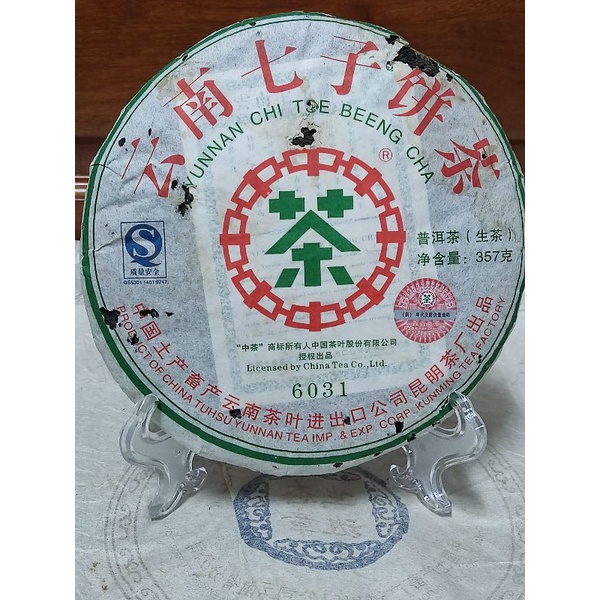 云南七子饼茶
YUNNAN CHI TSE BEENG CHA
®
茶
普洱茶（生茶）
净含量：357克
质量安全
"中茶"商标所有人中国茶叶股份有限公司
授权出品
Licensed by China Tea Co.,Ltd.
6031
中国土产畜产云南茶叶进出口公司昆明茶厂出品
PRODUCT OF CHINA TUHSU YUNNAN TEA IMP. & EXP. CORP. KUNMING TEA FACTORY